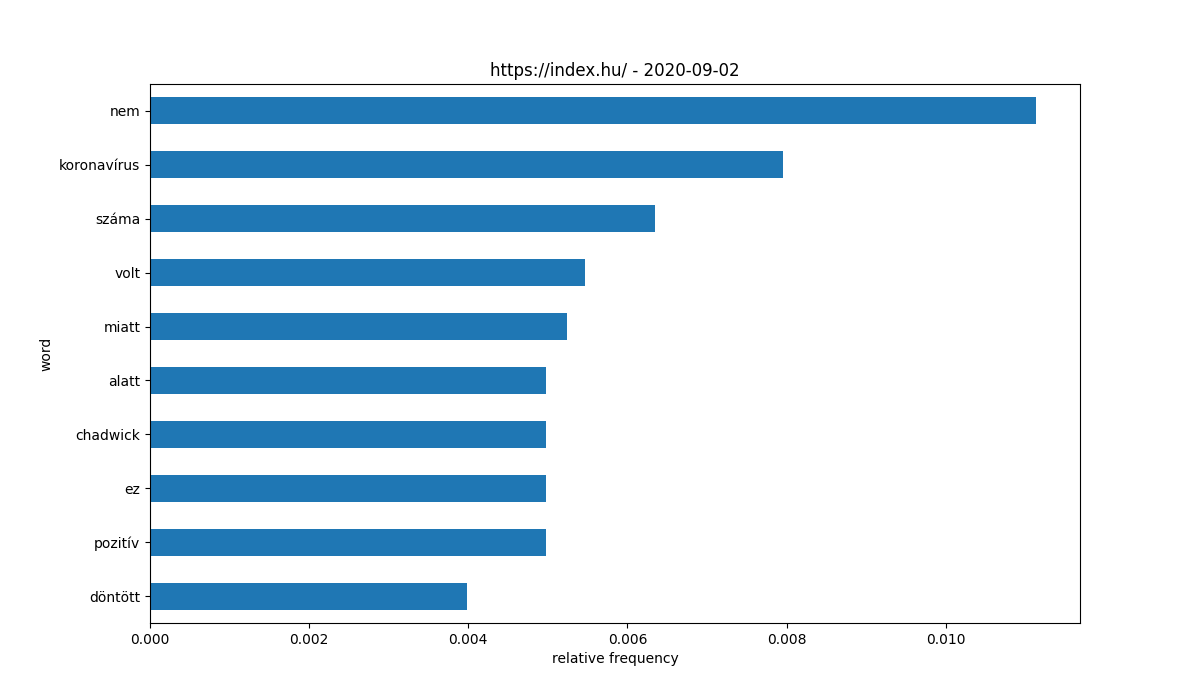 https://index.hu/ - 2020-09-02
nem
koronavírus
száma
volt
miatt
alatt
chadwick
ez
pozitív
döntött
word
0.000 0.002 0.004 0.006 0.008 0.010
relative frequency